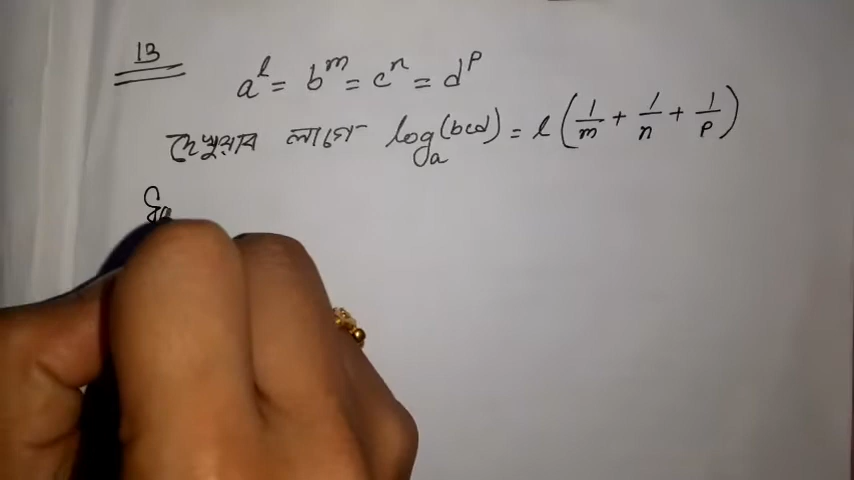 13
a^l = b^m = c^n = d^p
দেখুৱাব লাগে log_a(bcd) = l(1/m + 1/n + 1/p)